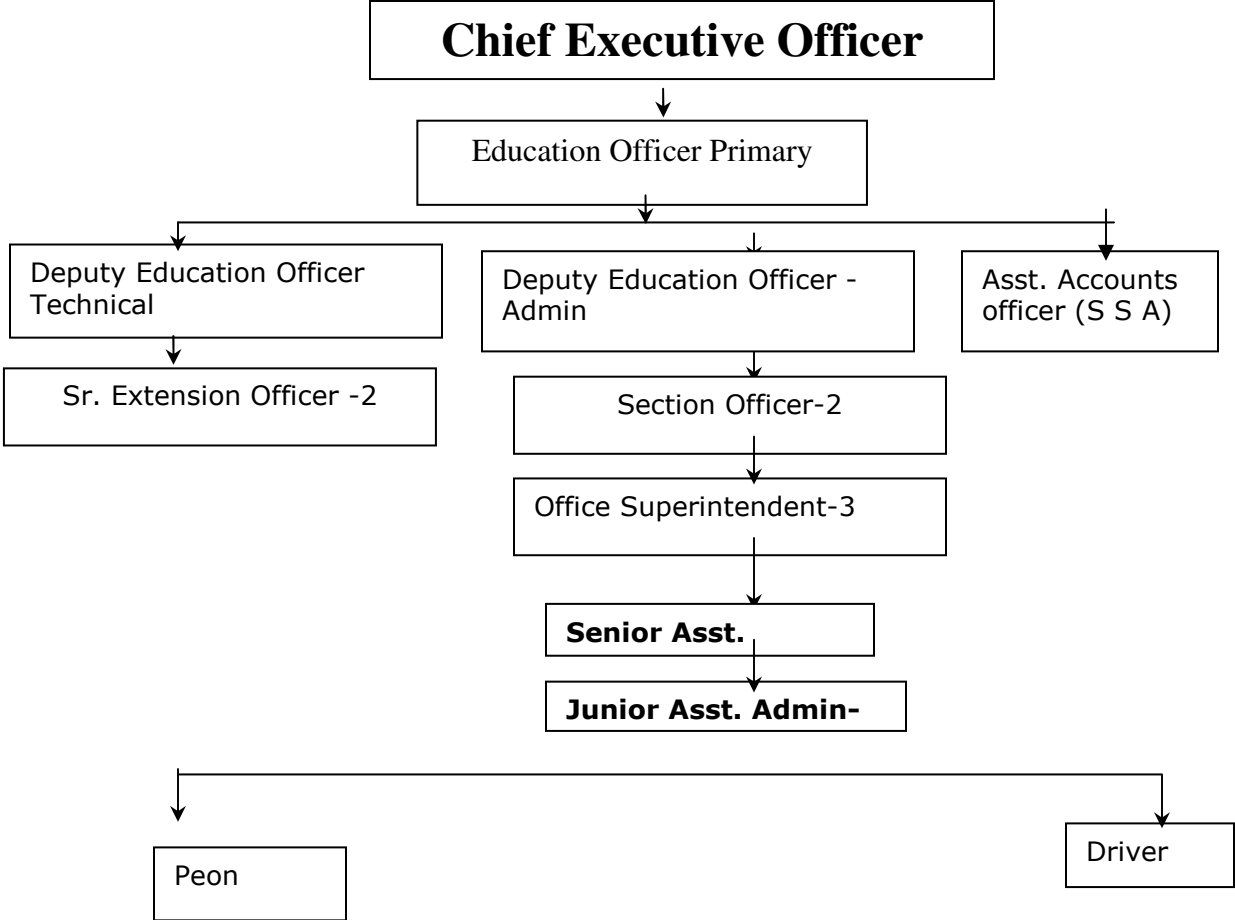 Chief Executive Officer
Education Officer Primary
Deputy Education Officer
Technical
Deputy Education Officer -
Admin
Asst. Accounts
officer (S S A)
Sr. Extension Officer -2
Section Officer-2
Office Superintendent-3
Senior Asst.
Junior Asst. Admin-
Peon
Driver